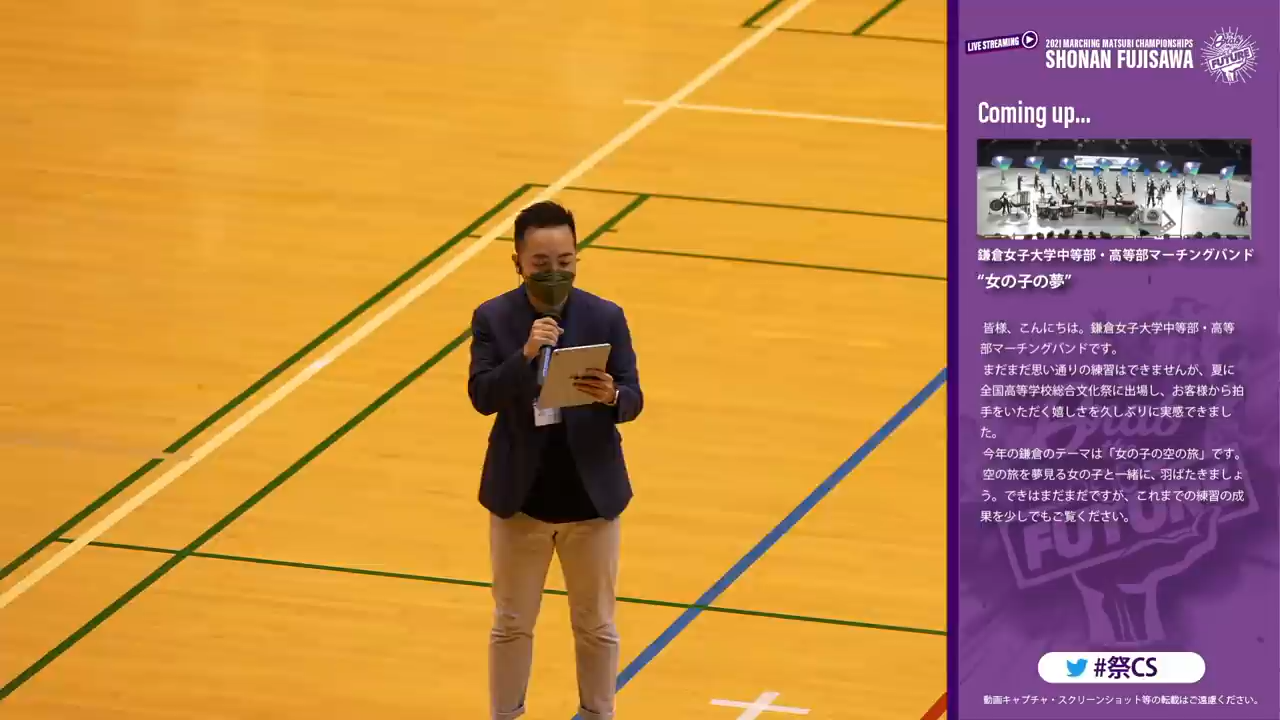 LIVE STREAMING
2021 MARCHING MATSURI CHAMPIONSHIPS
SHONAN FUJISAWA
FUTURE
Coming up...
鎌倉女子大学中等部・高等部マーチングバンド
“女の子の夢”
皆様、こんにちは。鎌倉女子大学中等部・高等
部マーチングバンドです。
まだまだ思い通りの練習はできませんが、夏に
全国高等学校総合文化祭に出場し、お客様から拍
手をいただく嬉しさを久しぶりに実感できまし
た。
今年の鎌倉のテーマは「女の子の空の旅」です。
空の旅を夢見る女の子と一緒に、羽ばたきましょ
う。できはまだまだですが、これまでの練習の成
果を少しでもご覧ください。
FUTURE
#祭CS
動画キャプチャ・スクリーンショット等の転載はご遠慮ください。